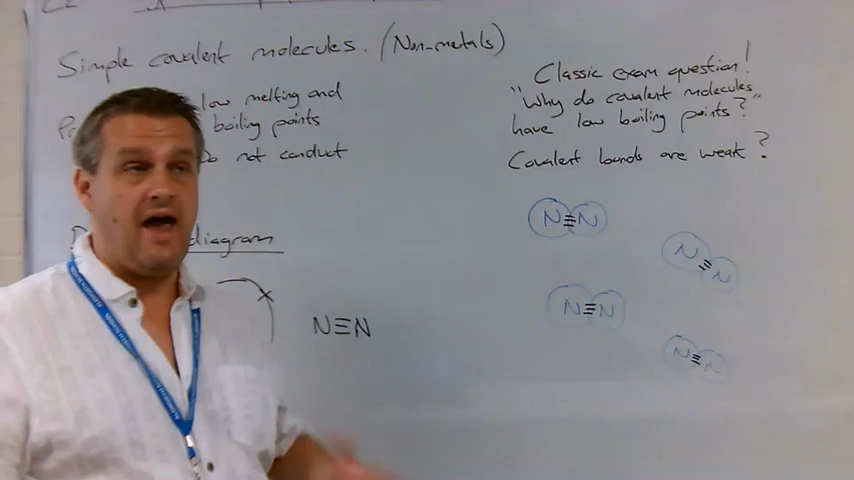 C2
Simple covalent molecules. (Non-metals)
low melting and
boiling points
Do not conduct
diagram
N≡N
Classic exam question!
"Why do covalent molecules
have low boiling points?"
Covalent bonds are weak?
N≡N
N≡N
N≡N
N≡N